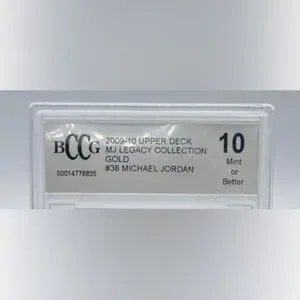 BCCG
00014776835
2009-10 UPPER DECK
MJ LEGACY COLLECTION
GOLD
#38 MICHAEL JORDAN
10
Mint
or
Better